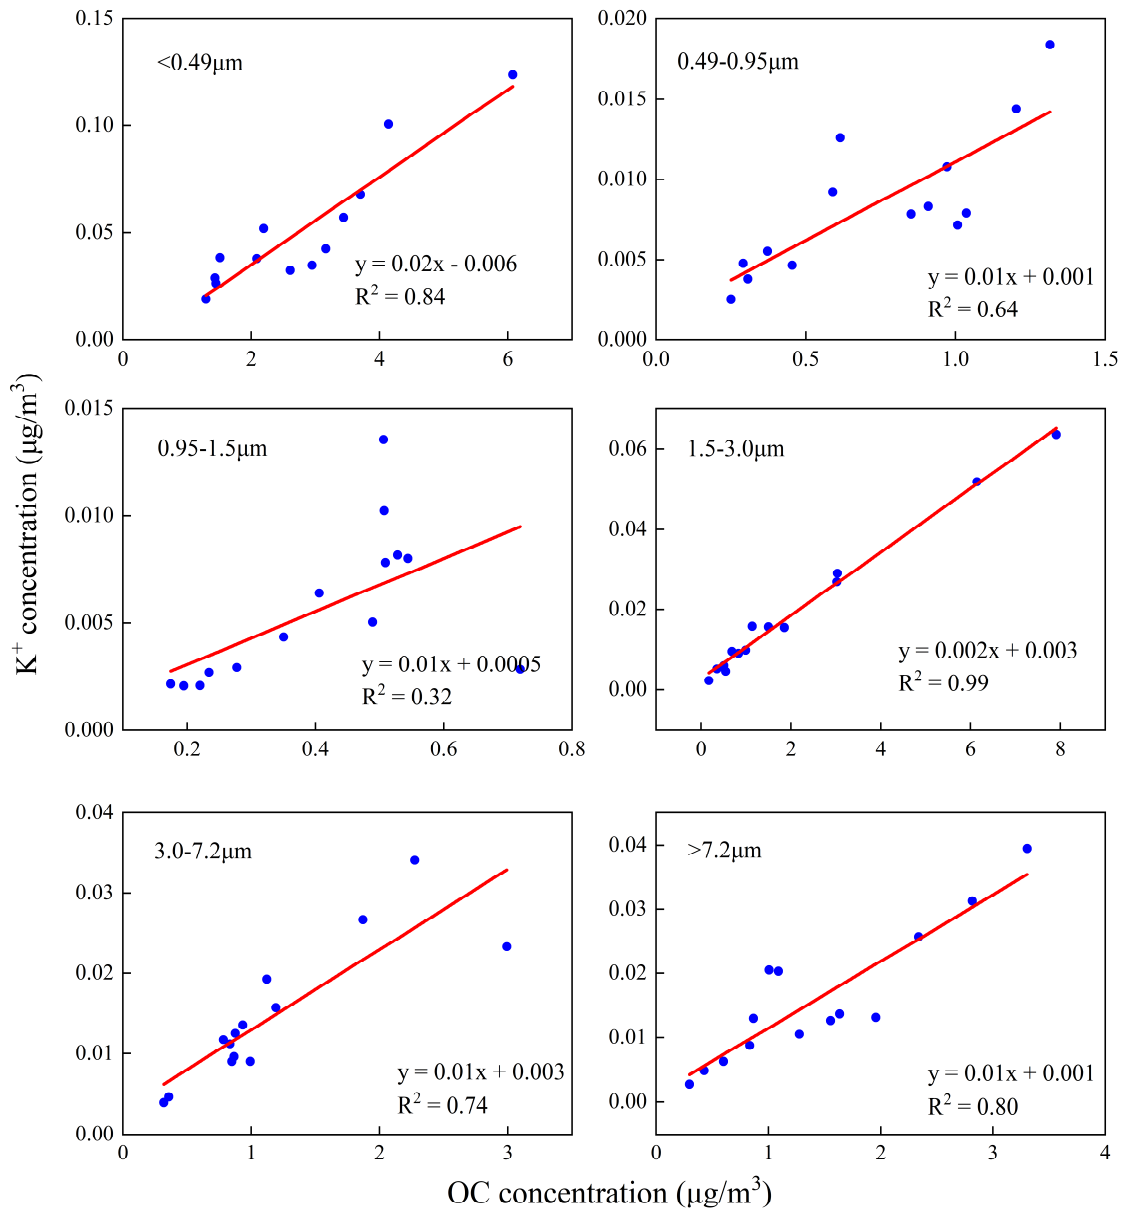 K⁺ concentration (μg/m³)
<0.49μm
0.15
0.10
0.05
0.00
0 2 4 6
y = 0.02x - 0.006
R² = 0.84
0.49-0.95μm
0.020
0.015
0.010
0.005
0.000
0.0 0.5 1.0 1.5
y = 0.01x + 0.001
R² = 0.64
0.95-1.5μm
0.015
0.010
0.005
0.000
0.2 0.4 0.6 0.8
y = 0.01x + 0.0005
R² = 0.32
1.5-3.0μm
0.06
0.04
0.02
0.00
0 2 4 6 8
y = 0.002x + 0.003
R² = 0.99
3.0-7.2μm
0.04
0.03
0.02
0.01
0.00
0 1 2 3
y = 0.01x + 0.003
R² = 0.74
>7.2μm
0.04
0.03
0.02
0.01
0.00
0 1 2 3 4
y = 0.01x + 0.001
R² = 0.80
OC concentration (μg/m³)